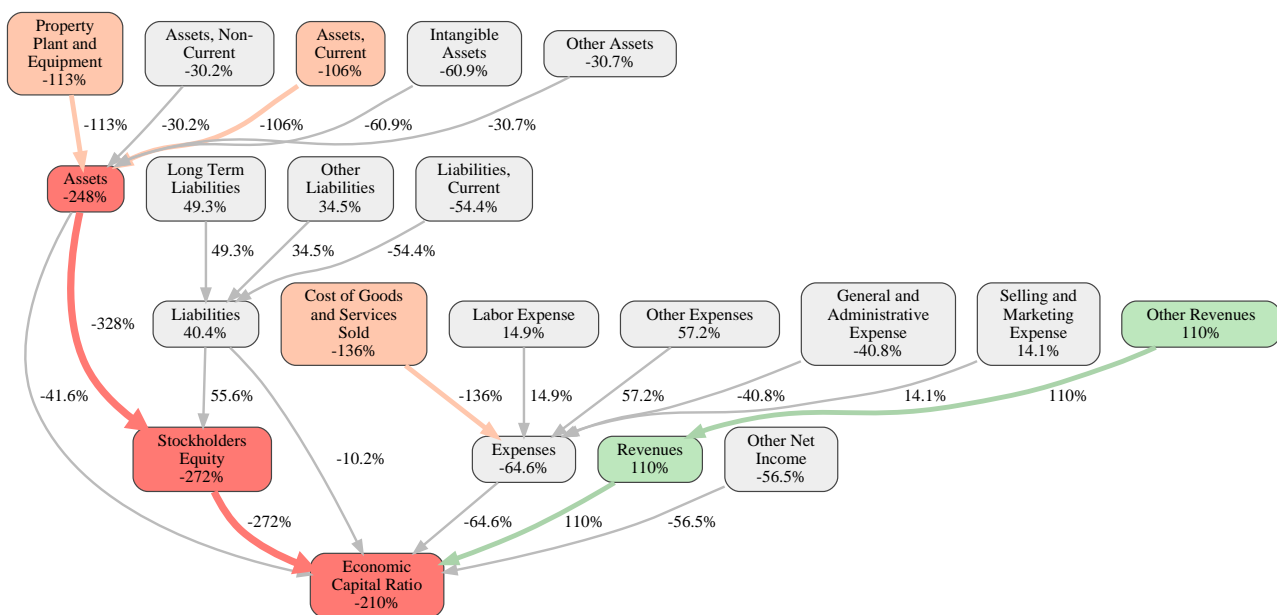 Property
Plant and
Equipment
-113%
Assets, Non-
Current
-30.2%
Assets,
Current
-106%
Intangible
Assets
-60.9%
Other Assets
-30.7%
-113%
-30.2%
-106%
-60.9%
-30.7%
Assets
-248%
Long Term
Liabilities
49.3%
Other
Liabilities
34.5%
Liabilities,
Current
-54.4%
49.3%
34.5%
-54.4%
Liabilities
40.4%
Cost of Goods
and Services
Sold
-136%
Labor Expense
14.9%
Other Expenses
57.2%
General and
Administrative
Expense
-40.8%
Selling and
Marketing
Expense
14.1%
Other Revenues
110%
-328%
-41.6%
55.6%
-136%
14.9%
57.2%
-40.8%
14.1%
110%
Stockholders
Equity
-272%
-10.2%
Expenses
-64.6%
Revenues
110%
Other Net
Income
-56.5%
-272%
-64.6%
110%
-56.5%
Economic
Capital Ratio
-210%